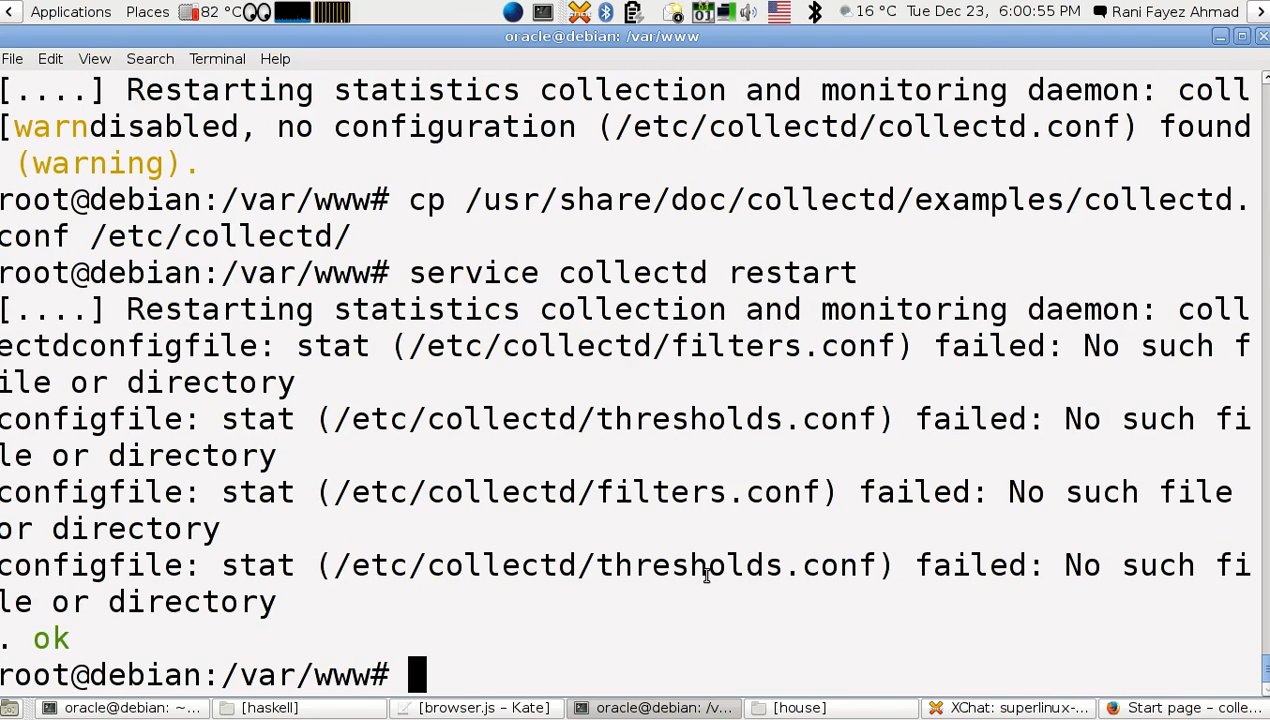 Applications Places 82 °C 01 16 °C Tue Dec 23, 6:00:55 PM Rani Fayez Ahmad
oracle@debian: /var/www
File Edit View Search Terminal Help
[....] Restarting statistics collection and monitoring daemon: coll
[warndisabled, no configuration (/etc/collectd/collectd.conf) found
(warning).
root@debian:/var/www# cp /usr/share/doc/collectd/examples/collectd.
conf /etc/collectd/
root@debian:/var/www# service collectd restart
[....] Restarting statistics collection and monitoring daemon: coll
ectdconfigfile: stat (/etc/collectd/filters.conf) failed: No such f
ile or directory
configfile: stat (/etc/collectd/thresholds.conf) failed: No such fi
le or directory
configfile: stat (/etc/collectd/filters.conf) failed: No such file
or directory
configfile: stat (/etc/collectd/thresholds.conf) failed: No such fi
le or directory
. ok
root@debian:/var/www#
oracle@debian: ~... [haskell] [browser.js - Kate] oracle@debian: /v... [house] XChat: superlinux-... Start page – colle...